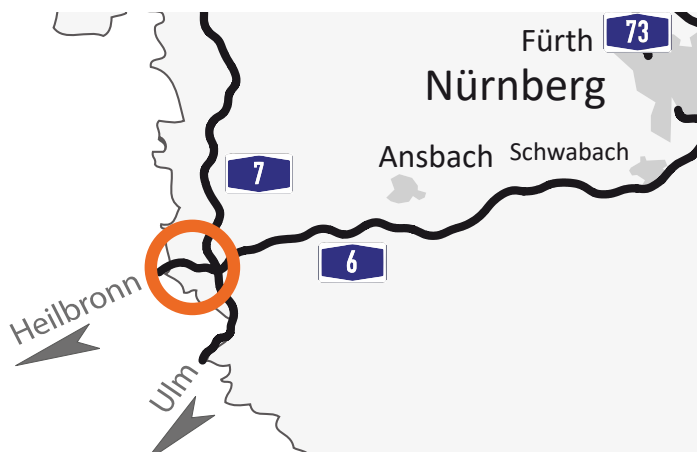 73
Fürth
Nürnberg
Ansbach
Schwabach
7
6
Heilbronn
Ulm